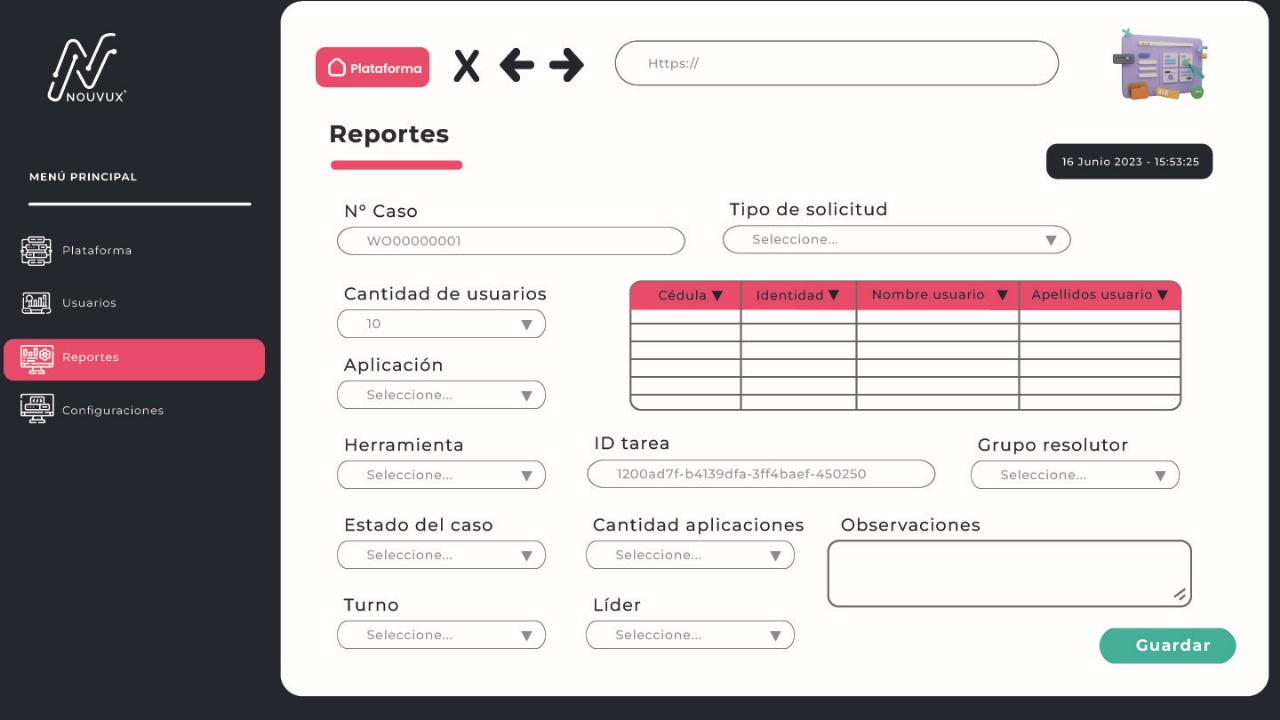 NOUVUX
MENÚ PRINCIPAL
Plataforma
Usuarios
Reportes
Configuraciones
Plataforma
X
Https://
Reportes
16 Junio 2023 - 15:53:25
Nº Caso
WO00000001
Tipo de solicitud
Seleccione...
Cantidad de usuarios
10
Cédula Identidad Nombre usuario Apellidos usuario
Aplicación
Seleccione...
Herramienta
Seleccione...
ID tarea
1200ad7f-b4139dfa-3ff4baef-450250
Grupo resolutor
Seleccione...
Estado del caso
Seleccione...
Cantidad aplicaciones
Seleccione...
Observaciones
Turno
Seleccione...
Líder
Seleccione...
Guardar